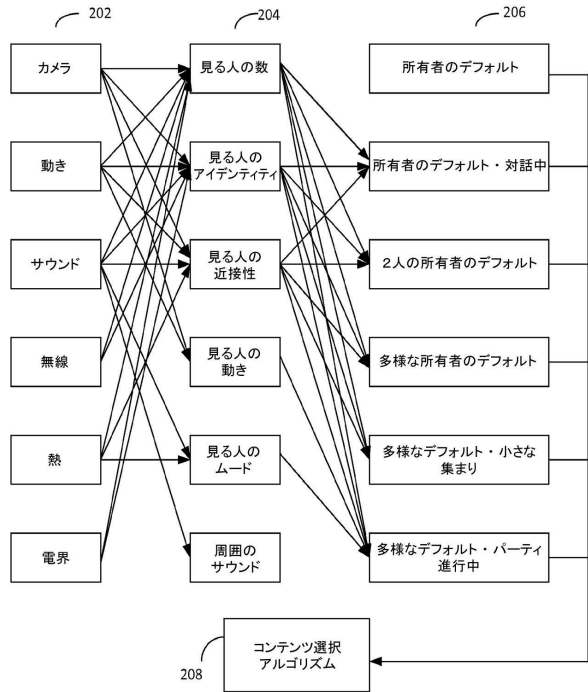 202
204
206
カメラ
見る人の数
所有者のデフォルト
動き
見る人の
アイデンティティ
所有者のデフォルト・対話中
サウンド
見る人の
近接性
２人の所有者のデフォルト
無線
見る人の
動き
多様な所有者のデフォルト
熱
見る人の
ムード
多様なデフォルト・小さな
集まり
電界
周囲の
サウンド
多様なデフォルト・パーティ
進行中
コンテンツ選択
アルゴリズム
208